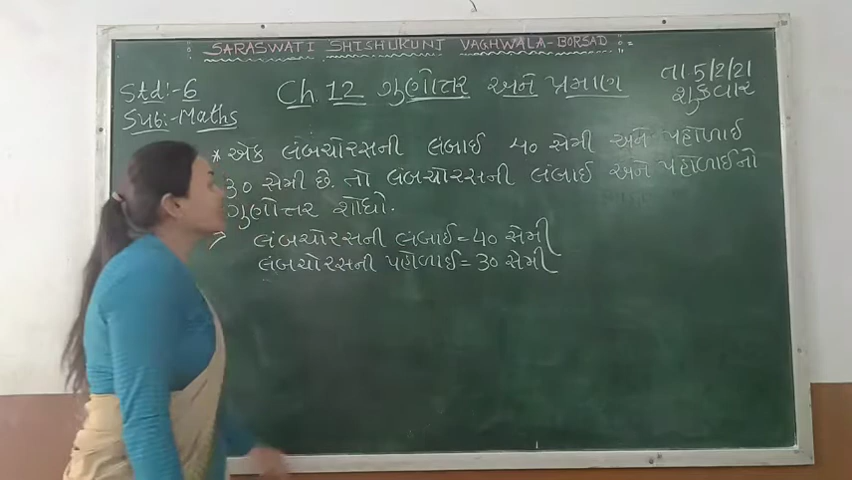 SARASWATI SHISHUKUNJ VAGHWALA-BORSAD
Std:-6
Sub:-Maths
Ch. 12 ગુણોત્તર અને પ્રમાણ
તા 5/2/21
શુક્રવાર
* એક લંબચોરસની લબાઈ 40 સેમી અને પહોળાઈ
30 સેમી છે. તો લંબચોરસની લંબાઈ અને પહોળાઈનો
ગુણોત્તર શોધો.
→ લંબચોરસની લંબાઈ = 40 સેમી
લંબચોરસની પહોળાઈ = 30 સેમી